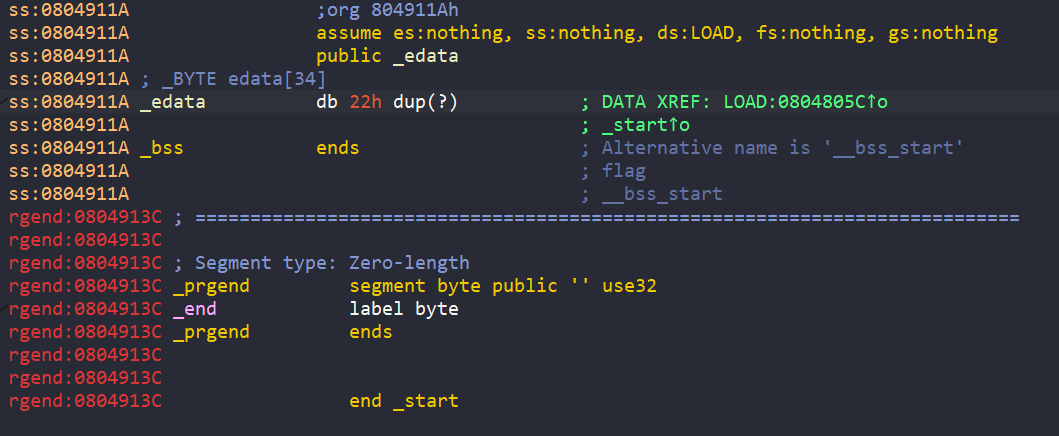 ss:0804911A ;org 804911Ah
ss:0804911A assume es:nothing, ss:nothing, ds:LOAD, fs:nothing, gs:nothing
ss:0804911A public _edata
ss:0804911A ; _BYTE edata[34]
ss:0804911A _edata db 22h dup(?) ; DATA XREF: LOAD:0804805C↑o
ss:0804911A ; _start↑o
ss:0804911A _bss ends ; Alternative name is '__bss_start'
ss:0804911A ; flag
ss:0804911A ; __bss_start
rgend:0804913C ; ===========================================================================
rgend:0804913C
rgend:0804913C ; Segment type: Zero-length
rgend:0804913C _prgend segment byte public '' use32
rgend:0804913C _end label byte
rgend:0804913C _prgend ends
rgend:0804913C
rgend:0804913C
rgend:0804913C end _start